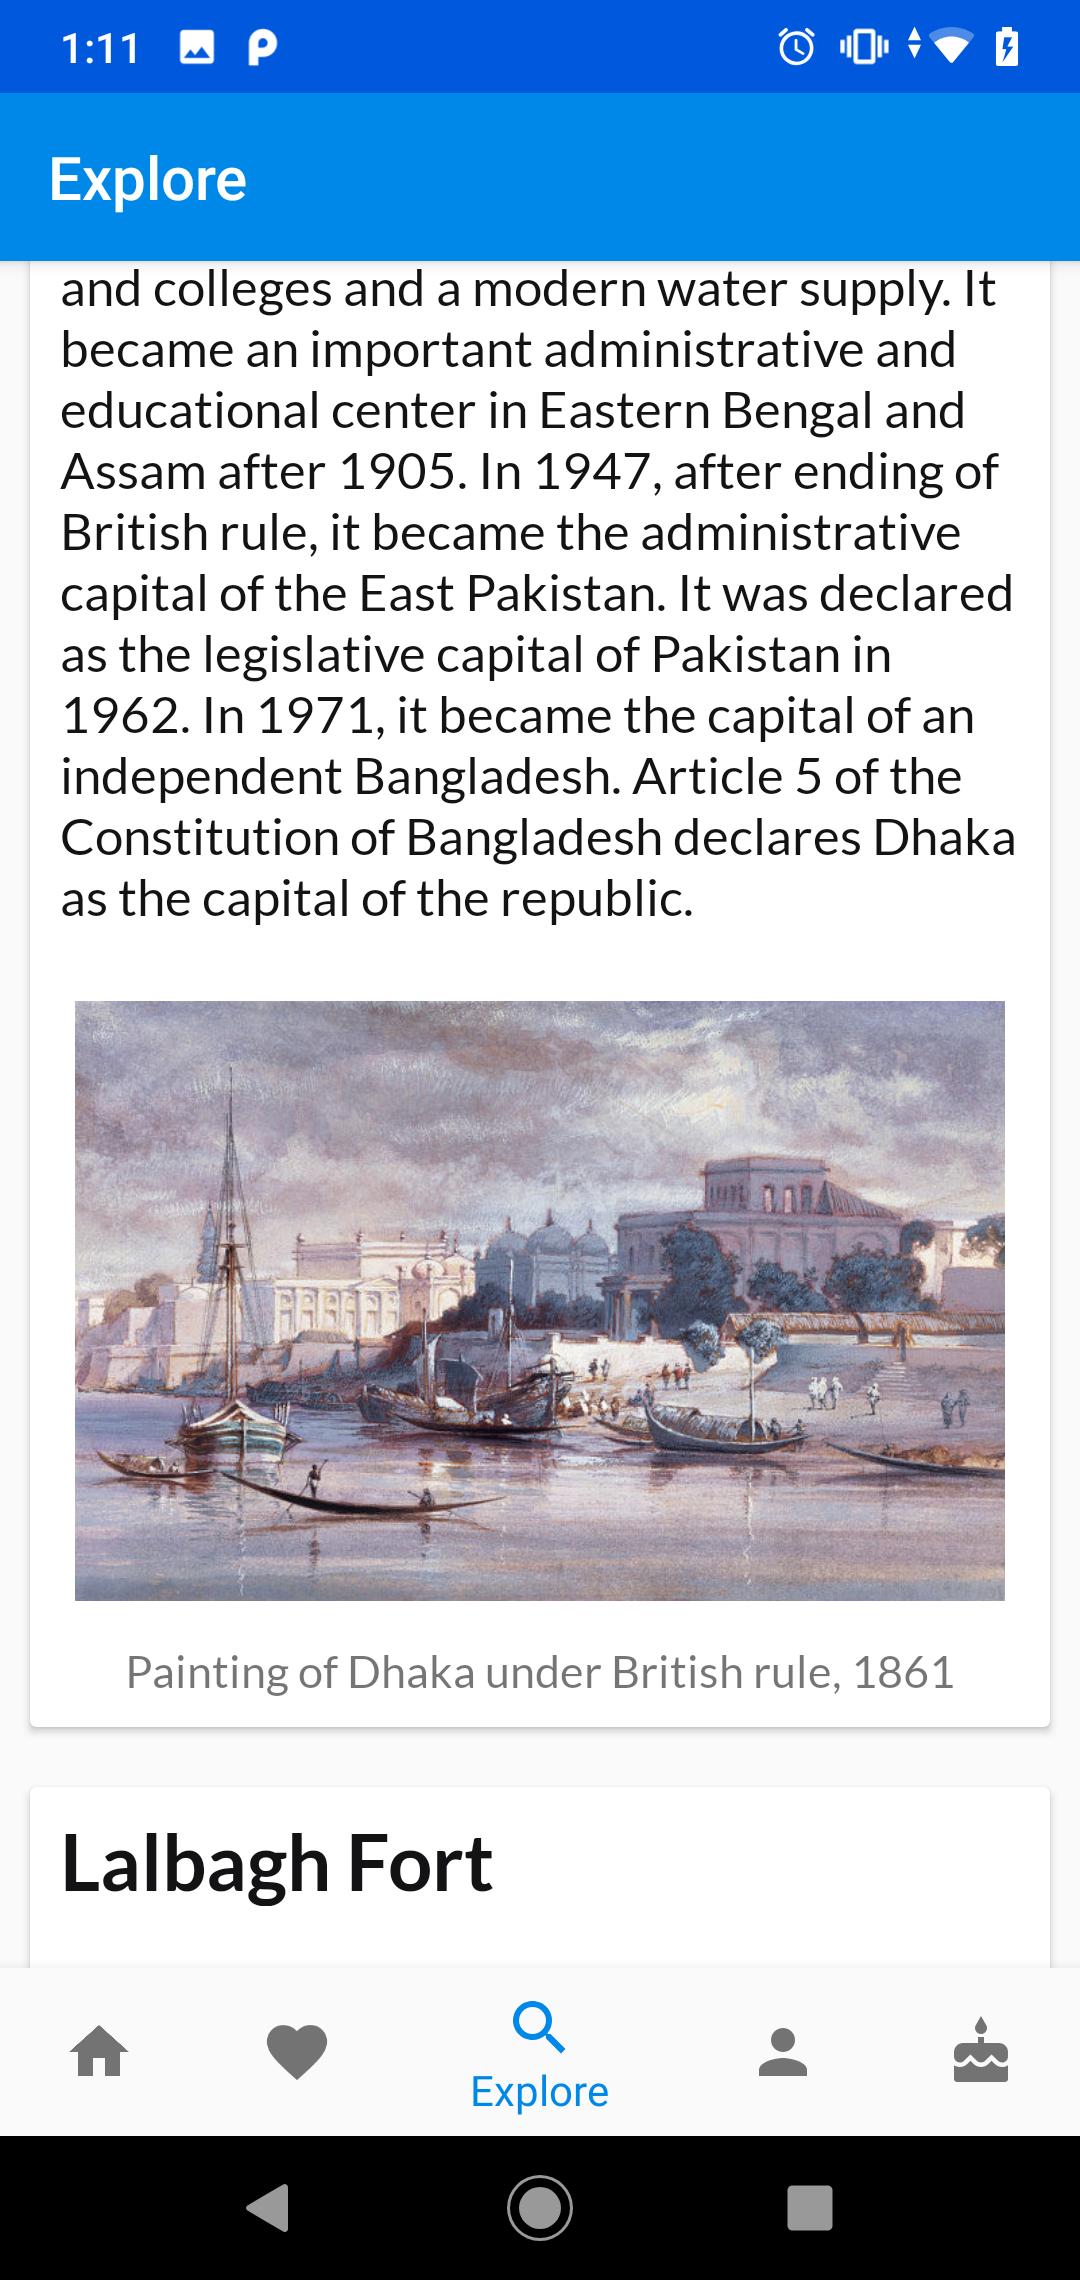 1:11
Explore
and colleges and a modern water supply. It
became an important administrative and
educational center in Eastern Bengal and
Assam after 1905. In 1947, after ending of
British rule, it became the administrative
capital of the East Pakistan. It was declared
as the legislative capital of Pakistan in
1962. In 1971, it became the capital of an
independent Bangladesh. Article 5 of the
Constitution of Bangladesh declares Dhaka
as the capital of the republic.
Painting of Dhaka under British rule, 1861
Lalbagh Fort
Explore